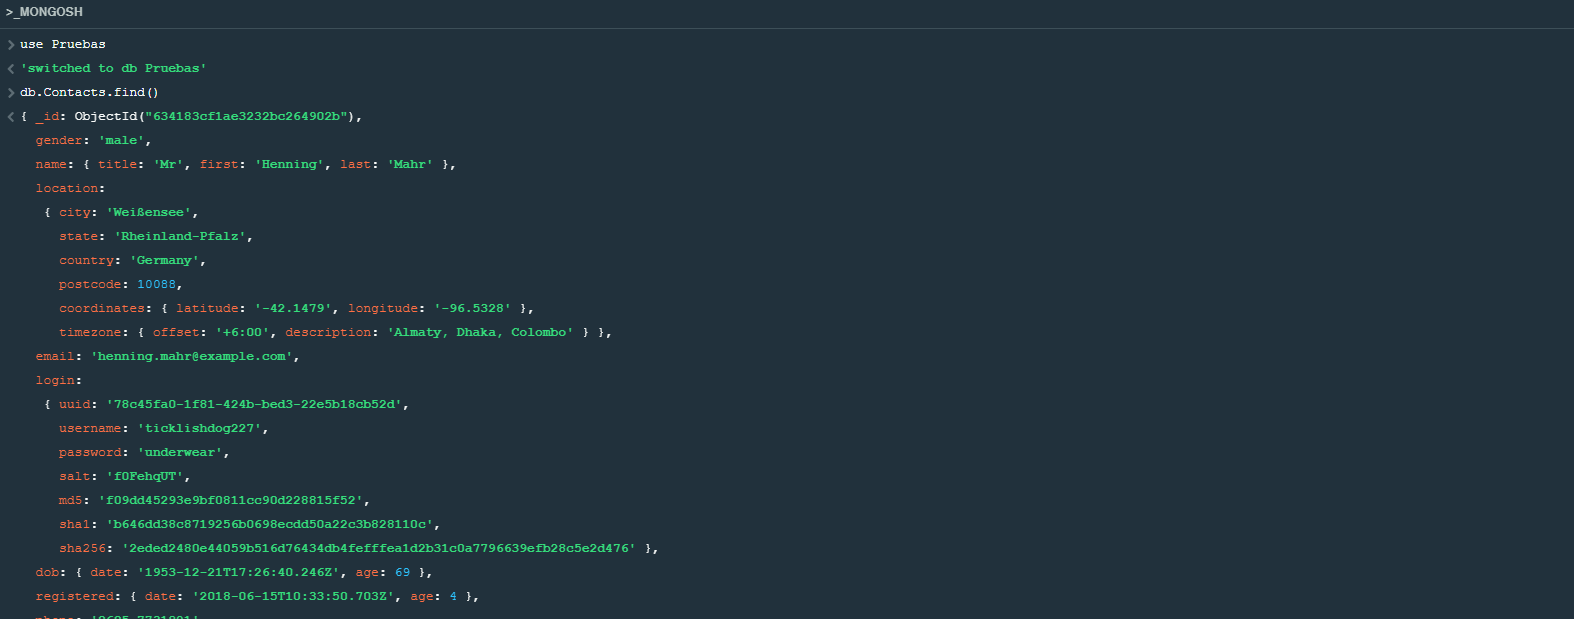 >_MONGOSH
> use Pruebas
< 'switched to db Pruebas'
> db.Contacts.find()
< { _id: ObjectId("634183cf1ae3232bc264902b"),
gender: 'male',
name: { title: 'Mr', first: 'Henning', last: 'Mahr' },
location:
{ city: 'Weißensee',
state: 'Rheinland-Pfalz',
country: 'Germany',
postcode: 10088,
coordinates: { latitude: '-42.1479', longitude: '-96.5328' },
timezone: { offset: '+6:00', description: 'Almaty, Dhaka, Colombo' } },
email: 'henning.mahr@example.com',
login:
{ uuid: '78c45fa0-1f81-424b-bed3-22e5b18cb52d',
username: 'ticklishdog227',
password: 'underwear',
salt: 'f0FehqUT',
md5: 'f09dd45293e9bf0811cc90d228815f52',
sha1: 'b646dd38c8719256b0698ecdd50a22c3b828110c',
sha256: '2eded2480e44059b516d76434db4fefffea1d2b31c0a7796639efb28c5e2d476' },
dob: { date: '1953-12-21T17:26:40.246Z', age: 69 },
registered: { date: '2018-06-15T10:33:50.703Z', age: 4 },